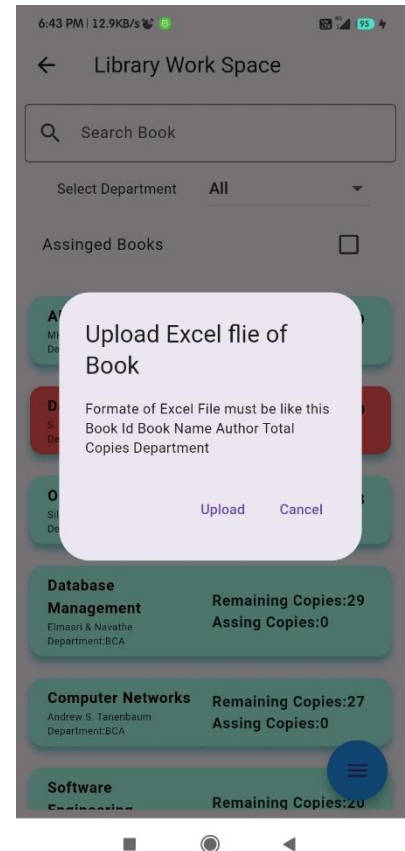 6:43 PM | 12.9KB/s
4G 95
Library Work Space
Search Book
Select Department All
Assinged Books
Upload Excel flie of
Book
Formate of Excel File must be like this
Book Id Book Name Author Total
Copies Department
Upload Cancel
Database
Management
Elmasri & Navathe
Department:BCA
Remaining Copies:29
Assing Copies:0
Computer Networks
Andrew S. Tanenbaum
Department:BCA
Remaining Copies:27
Assing Copies:0
Software
Engineering
Remaining Copies:20